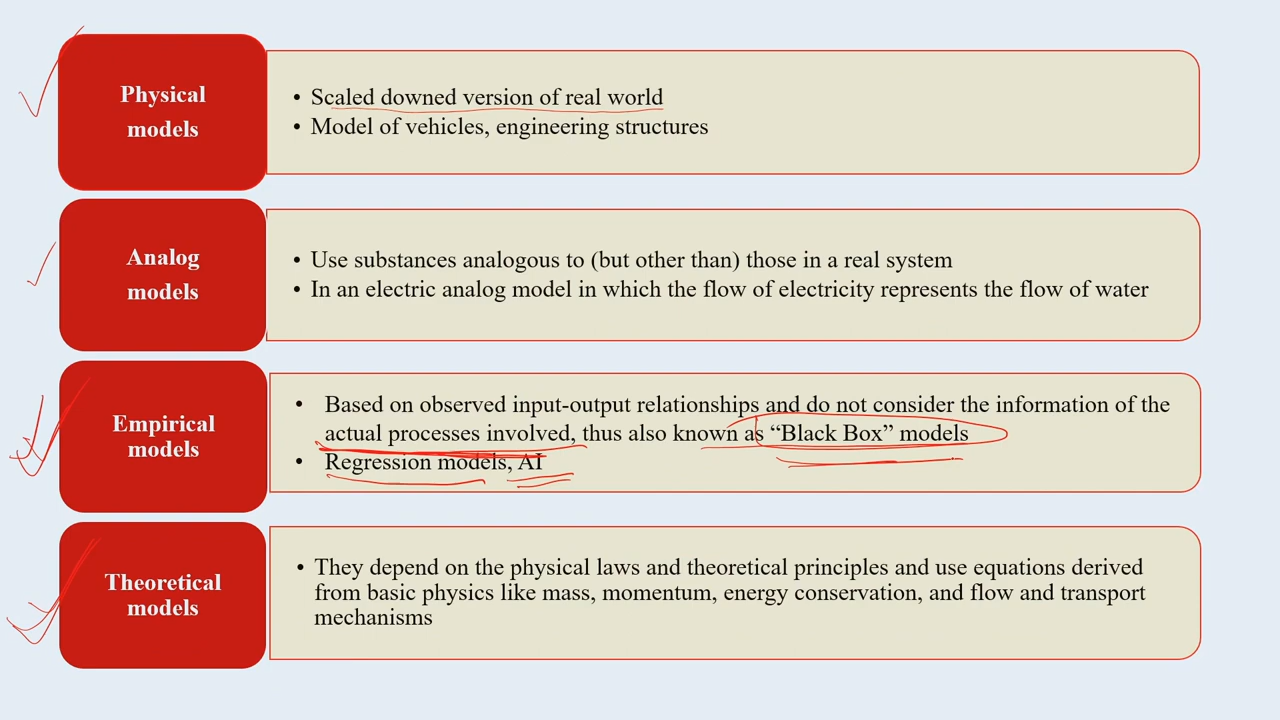 Physical
models
• Scaled downed version of real world
• Model of vehicles, engineering structures
Analog
models
• Use substances analogous to (but other than) those in a real system
• In an electric analog model in which the flow of electricity represents the flow of water
Empirical
models
• Based on observed input-output relationships and do not consider the information of the
actual processes involved, thus also known as “Black Box” models
• Regression models, AI
Theoretical
models
• They depend on the physical laws and theoretical principles and use equations derived
from basic physics like mass, momentum, energy conservation, and flow and transport
mechanisms